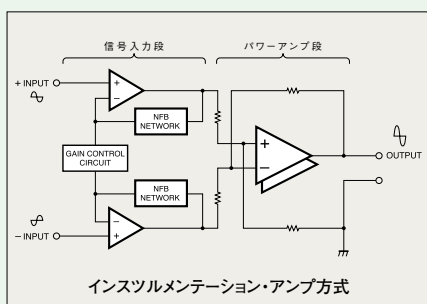 信号入力段
パワーアンプ段
+ INPUT
+
−
NFB
NETWORK
GAIN CONTROL
CIRCUIT
+
−
OUTPUT
NFB
NETWORK
−
+
− INPUT
インスツルメンテーション・アンプ方式